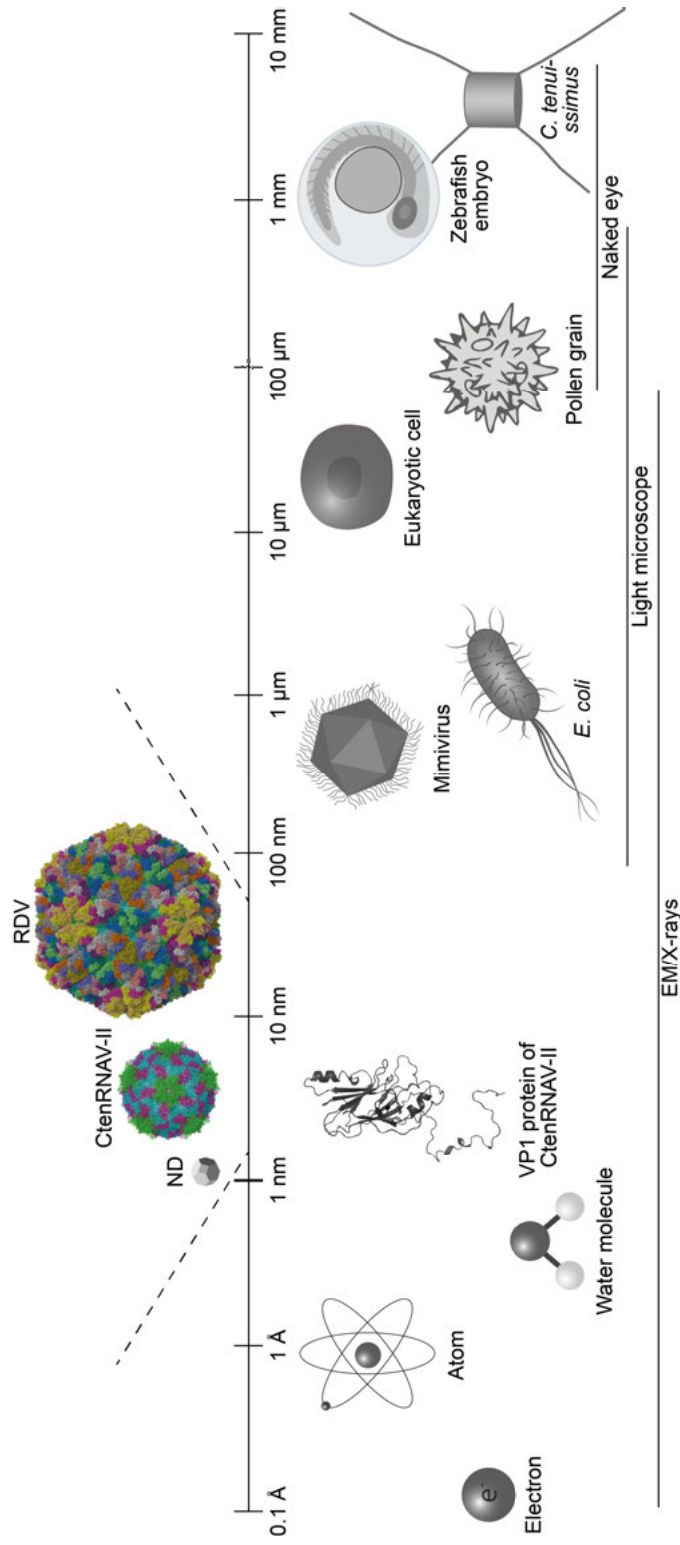 ND
CtenRNAV-II
RDV
0.1 Å
1 Å
1 nm
10 nm
100 nm
1 µm
10 µm
100 µm
1 mm
10 mm
e-
Electron
Atom
Water molecule
VP1 protein of
CtenRNAV-II
Mimivirus
E. coli
Eukaryotic cell
Pollen grain
Zebrafish
embryo
C. tenui-
ssimus
Naked eye
Light microscope
EM/X-rays